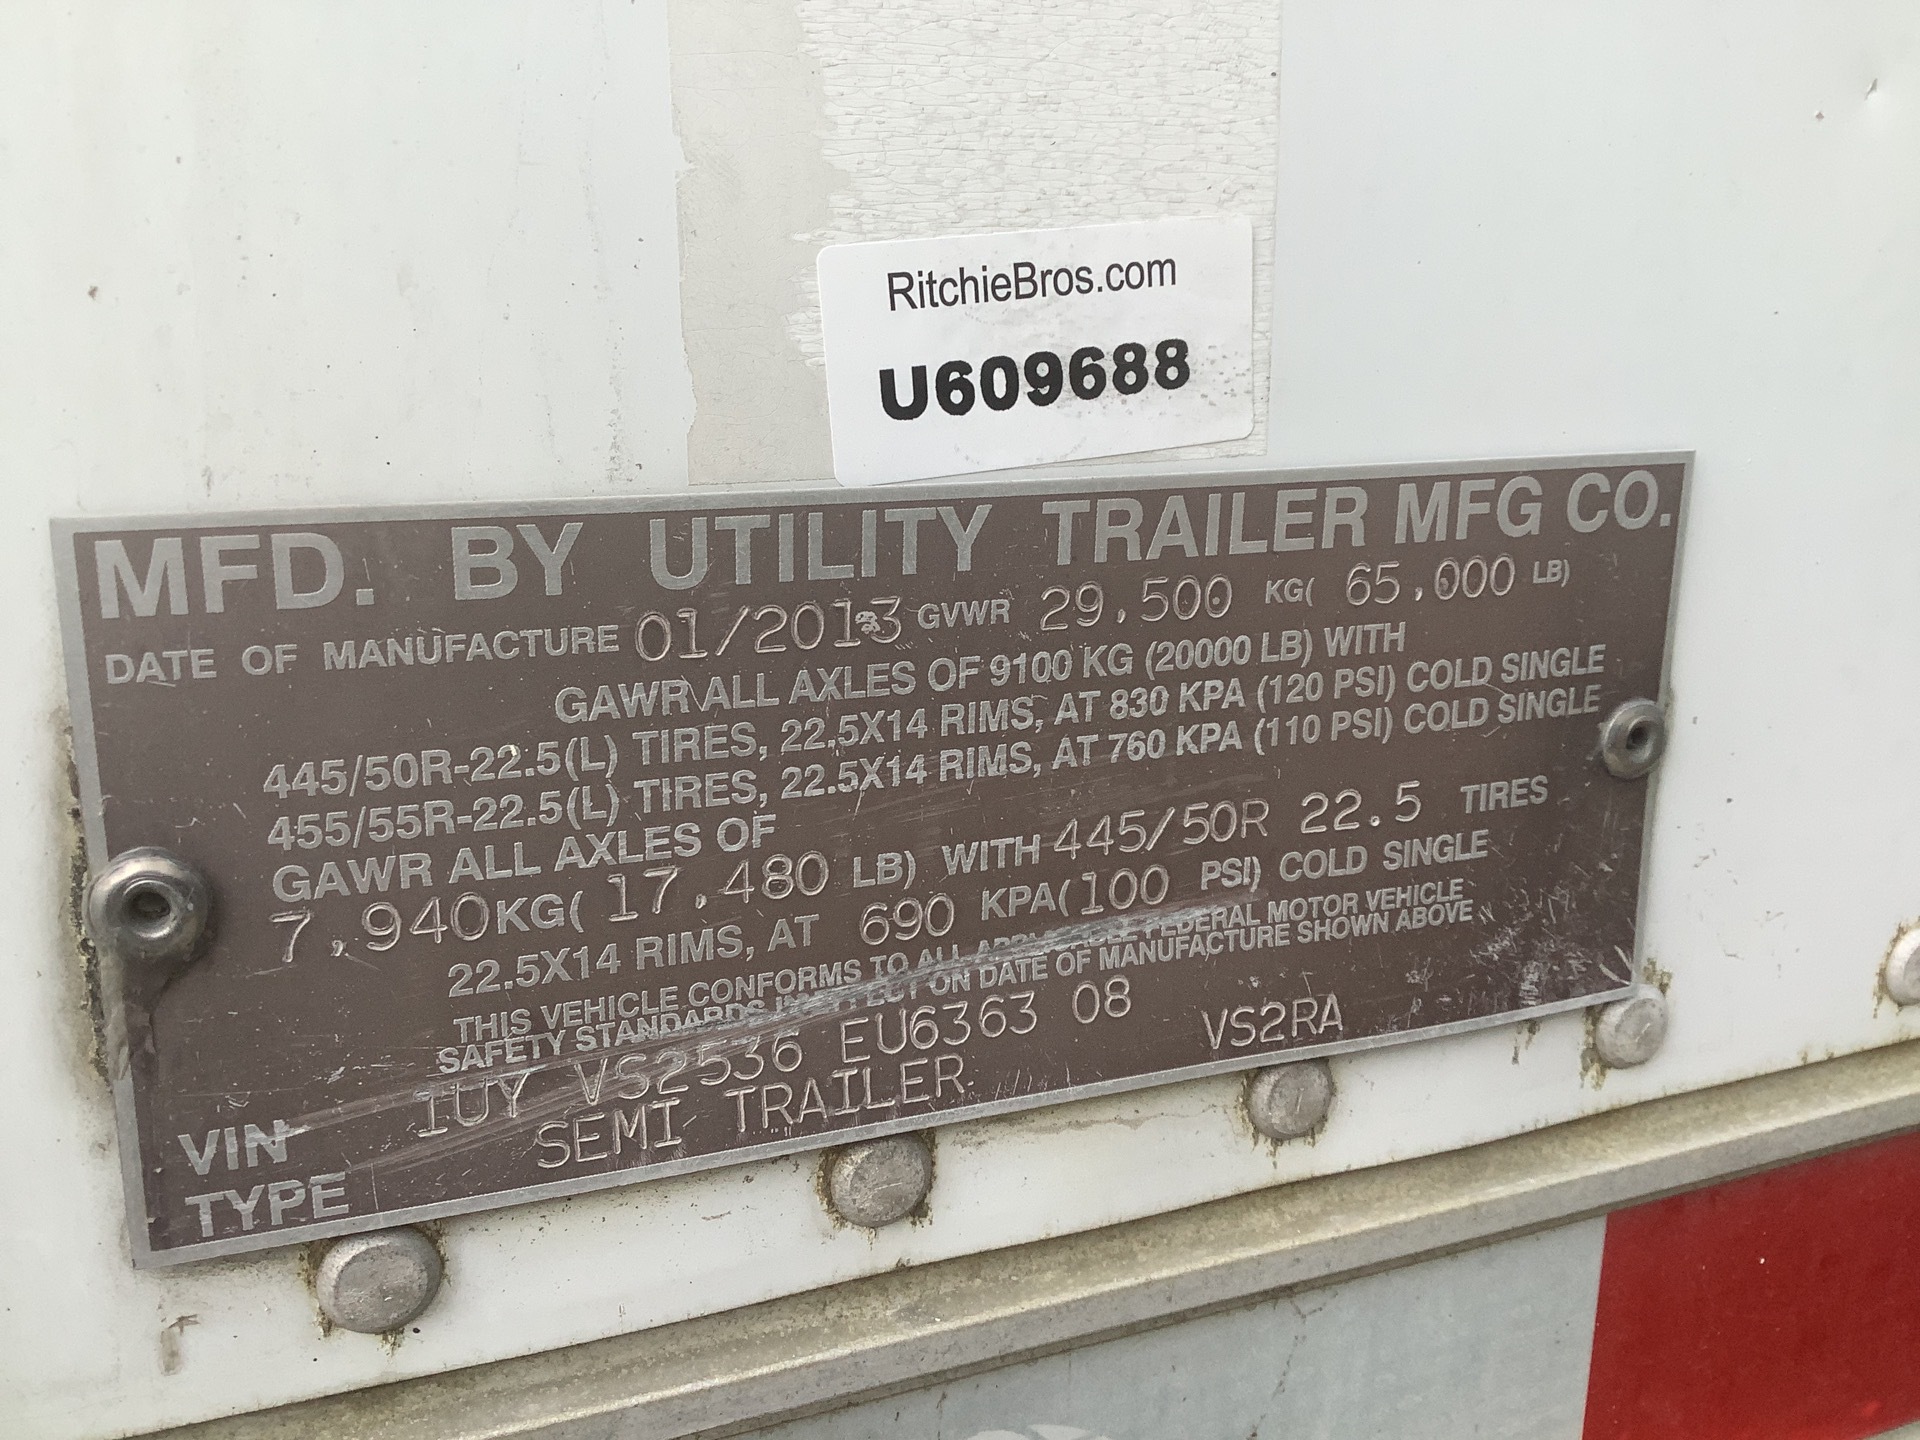 RitchieBros.com
U609688
MFD. BY UTILITY TRAILER MFG CO.
DATE OF MANUFACTURE 01/2013 GVWR 29,500 KG( 65,000 LB)
GAWR ALL AXLES OF 9100 KG (20000 LB) WITH
445/50R-22.5(L) TIRES, 22.5X14 RIMS, AT 830 KPA (120 PSI) COLD SINGLE
455/55R-22.5(L) TIRES, 22.5X14 RIMS, AT 760 KPA (110 PSI) COLD SINGLE
GAWR ALL AXLES OF
7,940KG( 17,480 LB) WITH 445/50R 22.5 TIRES
22.5X14 RIMS, AT 690 KPA(100 PSI) COLD SINGLE
THIS VEHICLE CONFORMS TO ALL APPLICABLE FEDERAL MOTOR VEHICLE
SAFETY STANDARDS IN EFFECT ON DATE OF MANUFACTURE SHOWN ABOVE
VIN 1UY VS2536 EU6363 08
TYPE SEMI TRAILER VS2RA